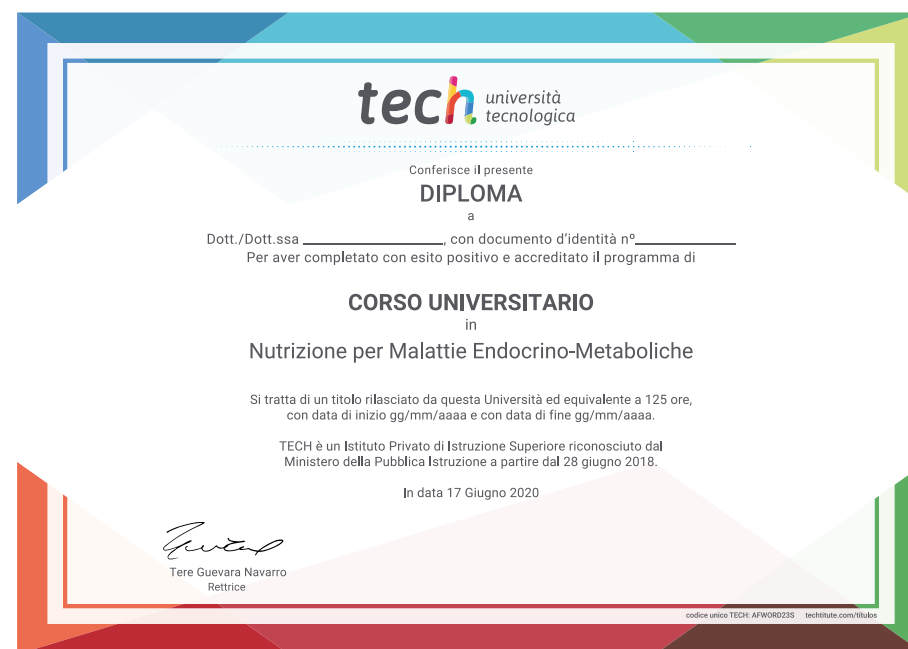 tech università
tecnologica
Conferisce il presente
DIPLOMA
a
Dott./Dott.ssa ____________________, con documento d'identità nº______________
Per aver completato con esito positivo e accreditato il programma di
CORSO UNIVERSITARIO
in
Nutrizione per Malattie Endocrino-Metaboliche
Si tratta di un titolo rilasciato da questa Università ed equivalente a 125 ore,
con data di inizio gg/mm/aaaa e con data di fine gg/mm/aaaa.
TECH è un Istituto Privato di Istruzione Superiore riconosciuto dal
Ministero della Pubblica Istruzione a partire dal 28 giugno 2018.
In data 17 Giugno 2020
Tere Guevara Navarro
Rettrice
codice unico TECH: AFWORD23S techtitute.com/títulos